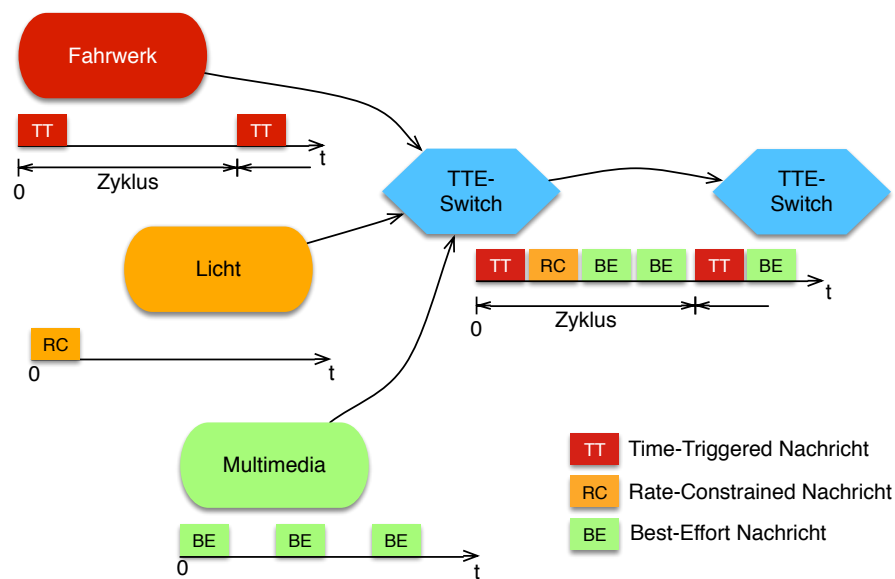 Fahrwerk
TT
TT
t
0
Zyklus
TTE-
Switch
TTE-
Switch
Licht
TT
RC
BE
BE
TT
BE
t
0
Zyklus
RC
0
t
Multimedia
BE
BE
BE
0
t
TT Time-Triggered Nachricht
RC Rate-Constrained Nachricht
BE Best-Effort Nachricht